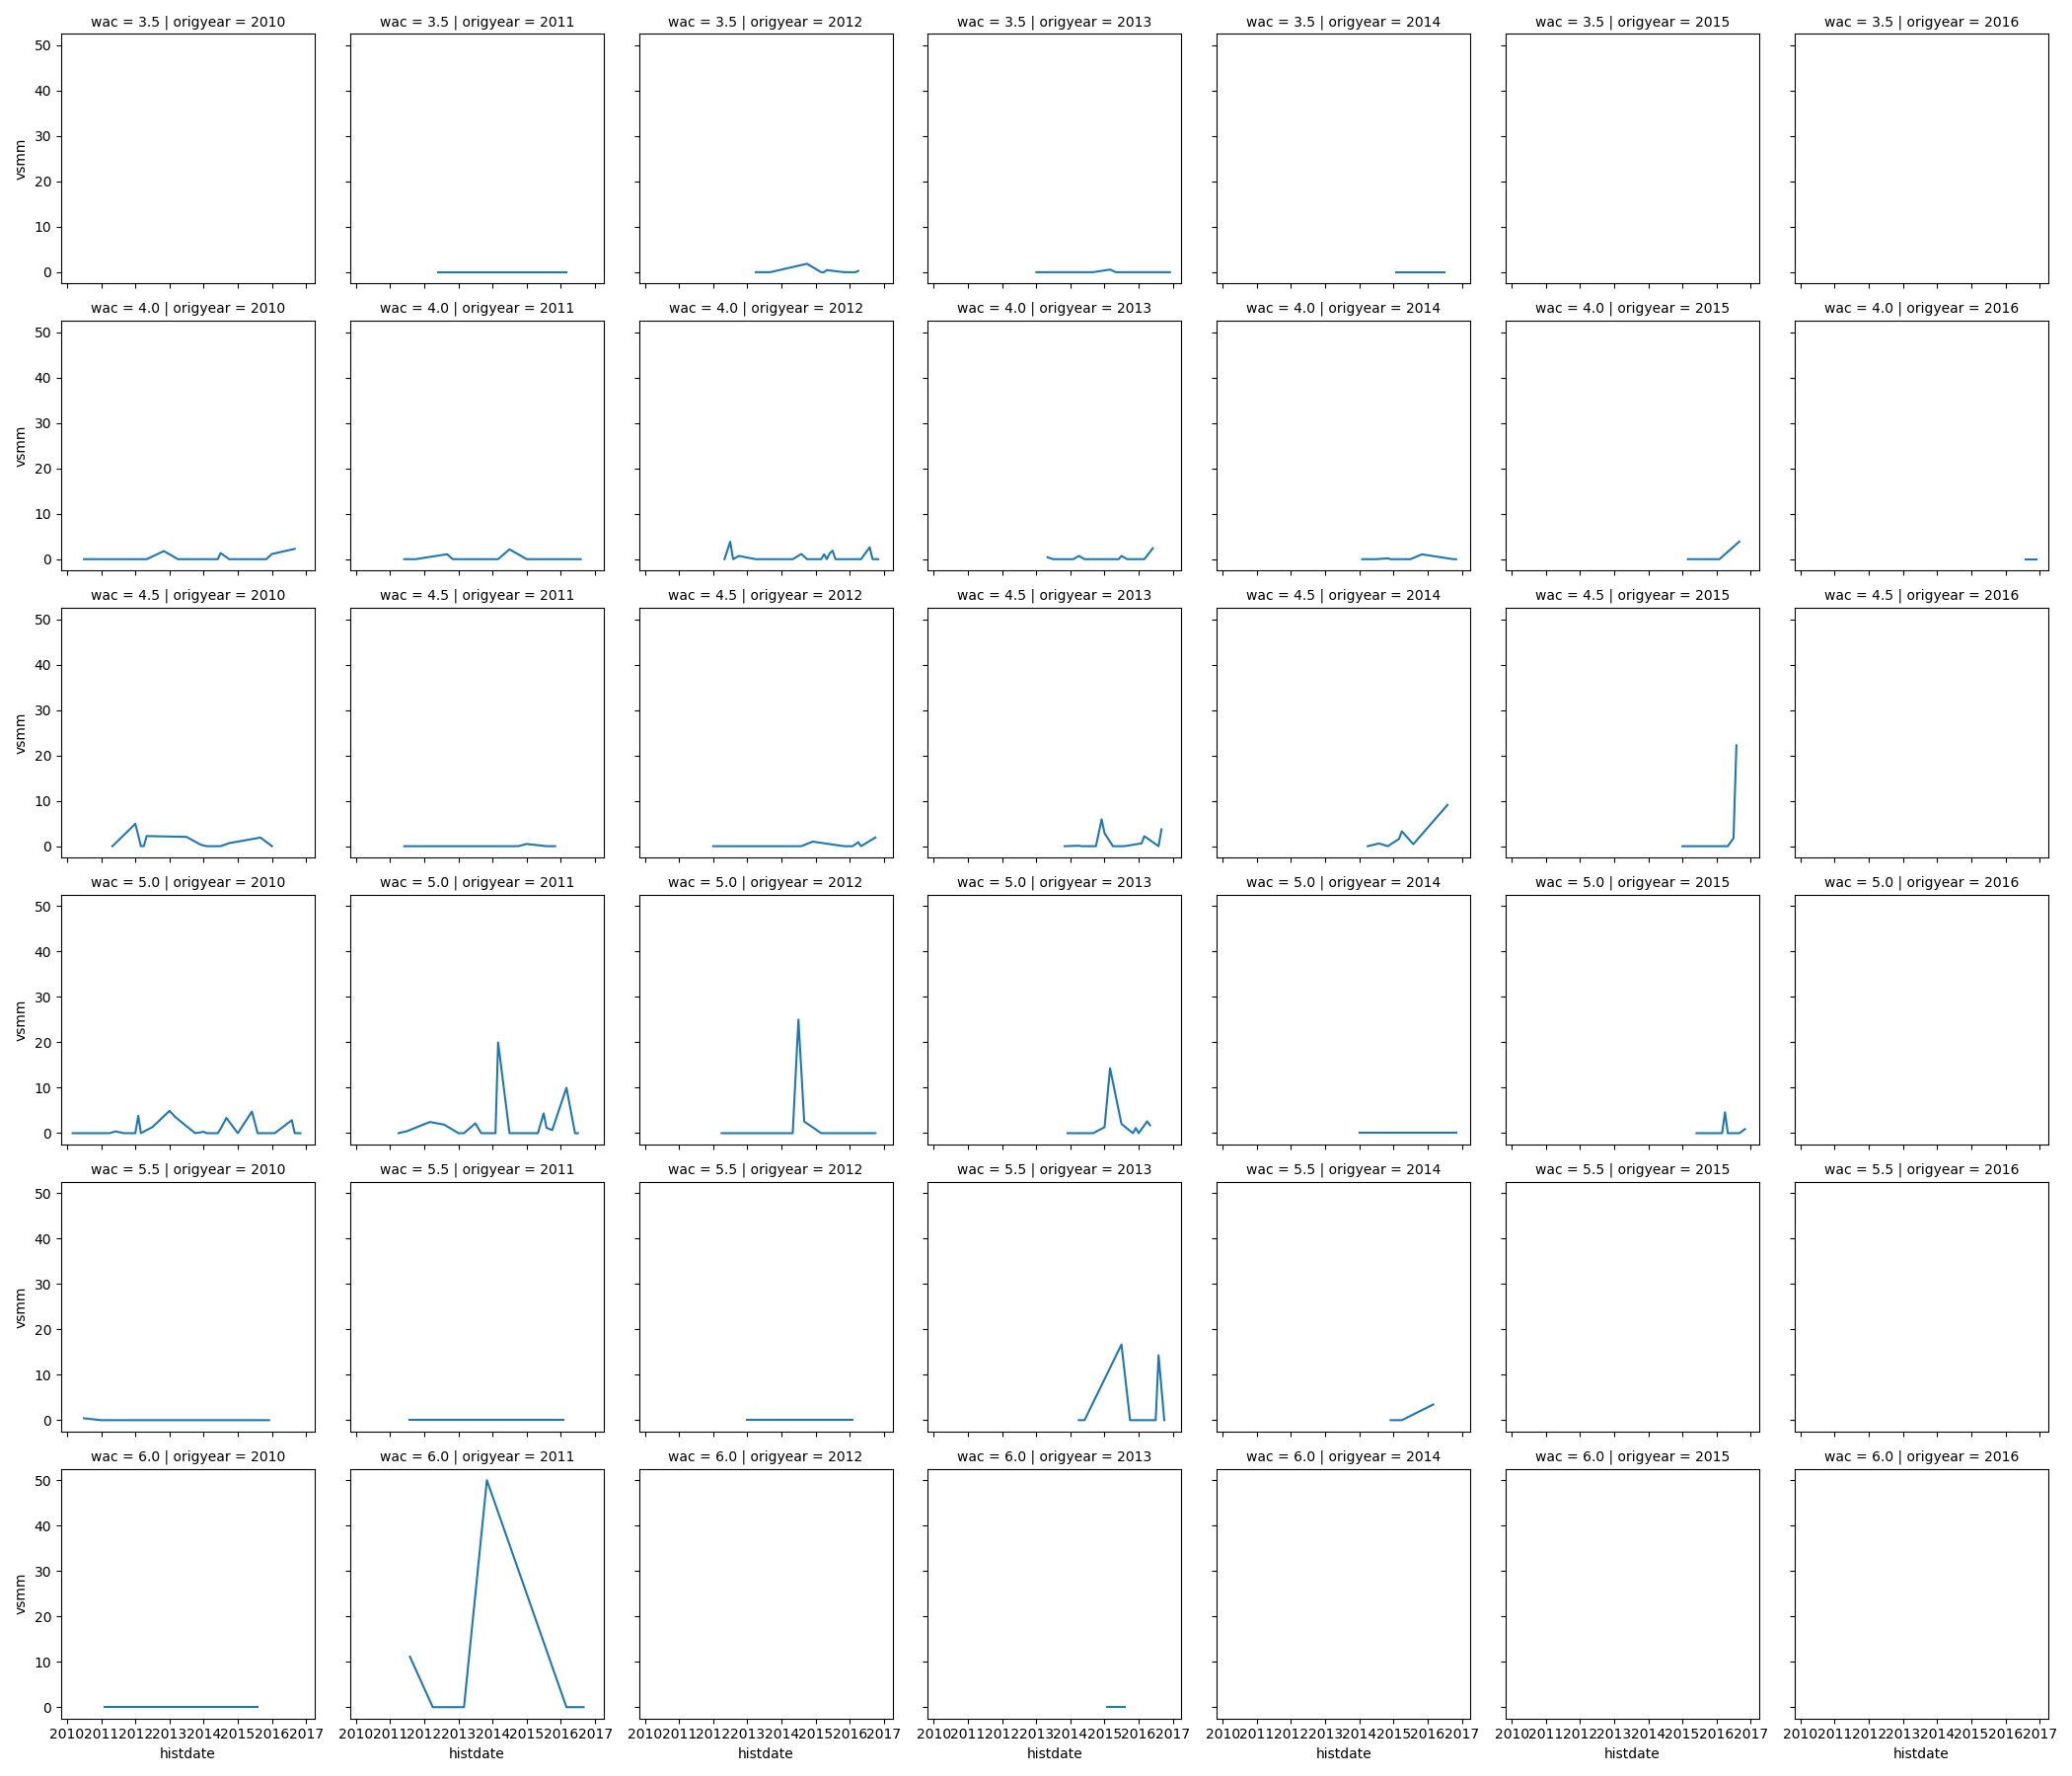 wac = 3.5 | origyear = 2010 wac = 3.5 | origyear = 2011 wac = 3.5 | origyear = 2012 wac = 3.5 | origyear = 2013 wac = 3.5 | origyear = 2014 wac = 3.5 | origyear = 2015 wac = 3.5 | origyear = 2016
50
40
30
vsmm
20
10
0
wac = 4.0 | origyear = 2010 wac = 4.0 | origyear = 2011 wac = 4.0 | origyear = 2012 wac = 4.0 | origyear = 2013 wac = 4.0 | origyear = 2014 wac = 4.0 | origyear = 2015 wac = 4.0 | origyear = 2016
50
40
30
vsmm
20
10
0
wac = 4.5 | origyear = 2010 wac = 4.5 | origyear = 2011 wac = 4.5 | origyear = 2012 wac = 4.5 | origyear = 2013 wac = 4.5 | origyear = 2014 wac = 4.5 | origyear = 2015 wac = 4.5 | origyear = 2016
50
40
30
vsmm
20
10
0
wac = 5.0 | origyear = 2010 wac = 5.0 | origyear = 2011 wac = 5.0 | origyear = 2012 wac = 5.0 | origyear = 2013 wac = 5.0 | origyear = 2014 wac = 5.0 | origyear = 2015 wac = 5.0 | origyear = 2016
50
40
30
vsmm
20
10
0
wac = 5.5 | origyear = 2010 wac = 5.5 | origyear = 2011 wac = 5.5 | origyear = 2012 wac = 5.5 | origyear = 2013 wac = 5.5 | origyear = 2014 wac = 5.5 | origyear = 2015 wac = 5.5 | origyear = 2016
50
40
30
vsmm
20
10
0
wac = 6.0 | origyear = 2010 wac = 6.0 | origyear = 2011 wac = 6.0 | origyear = 2012 wac = 6.0 | origyear = 2013 wac = 6.0 | origyear = 2014 wac = 6.0 | origyear = 2015 wac = 6.0 | origyear = 2016
50
40
30
vsmm
20
10
0
2010 2011 2012 2013 2014 2015 2016 2017 2010 2011 2012 2013 2014 2015 2016 2017 2010 2011 2012 2013 2014 2015 2016 2017 2010 2011 2012 2013 2014 2015 2016 2017 2010 2011 2012 2013 2014 2015 2016 2017 2010 2011 2012 2013 2014 2015 2016 2017 2010 2011 2012 2013 2014 2015 2016 2017
histdate histdate histdate histdate histdate histdate histdate